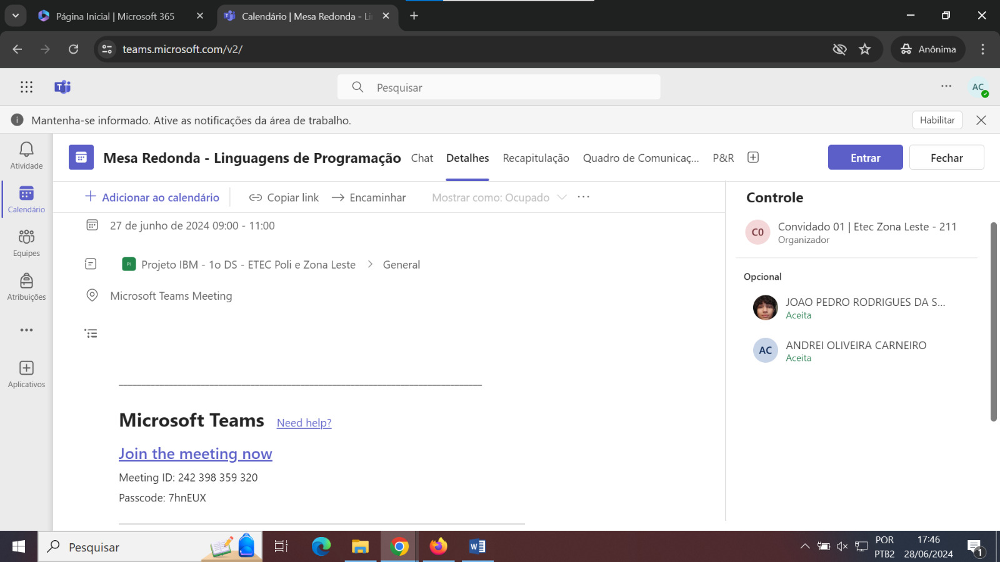 Página Inicial | Microsoft 365
Calendário | Mesa Redonda - Li
teams.microsoft.com/v2/
Anônima
Pesquisar
AC
Mantenha-se informado. Ative as notificações da área de trabalho.
Habilitar
Atividade
Calendário
Equipes
Atribuições
Aplicativos
Mesa Redonda - Linguagens de Programação
Chat
Detalhes
Recapitulação
Quadro de Comunicaç...
P&R
Entrar
Fechar
Adicionar ao calendário
Copiar link
Encaminhar
Mostrar como: Ocupado
27 de junho de 2024 09:00 - 11:00
PI
Projeto IBM - 1o DS - ETEC Poli e Zona Leste
General
Microsoft Teams Meeting
Microsoft Teams
Need help?
Join the meeting now
Meeting ID: 242 398 359 320
Passcode: 7hnEUX
Controle
C0
Convidado 01 | Etec Zona Leste - 211
Organizador
Opcional
JOAO PEDRO RODRIGUES DA S...
Aceita
AC
ANDREI OLIVEIRA CARNEIRO
Aceita
Pesquisar
POR
PTB2
17:46
28/06/2024
1